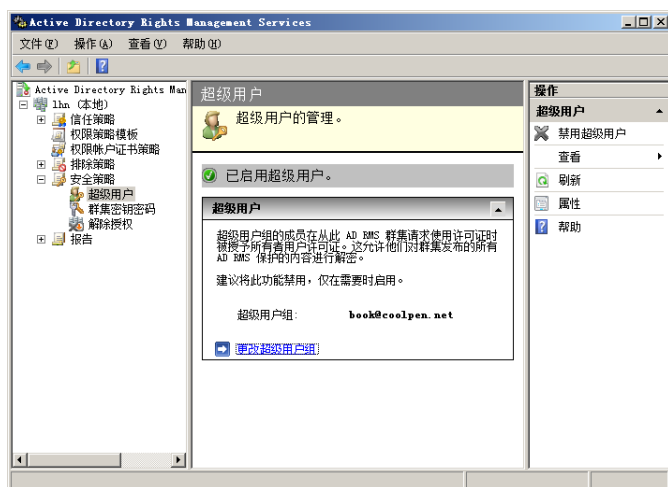 Active Directory Rights Management Services
文件(F) 操作(A) 查看(V) 帮助(H)
Active Directory Rights Man
lhn (本地)
信任策略
权限策略模板
权限帐户证书策略
排除策略
安全策略
超级用户
群集密钥密码
解除授权
报告
超级用户
超级用户的管理。
已启用超级用户。
超级用户
超级用户组的成员在从此 AD RMS 群集请求使用许可证时
被授予所有者用户许可证。这允许他们对群集发布的所有
AD RMS 保护的内容进行解密。
建议将此功能禁用，仅在需要时启用。
超级用户组: book@coolpen.net
更改超级用户组
操作
超级用户
禁用超级用户
查看
刷新
属性
帮助